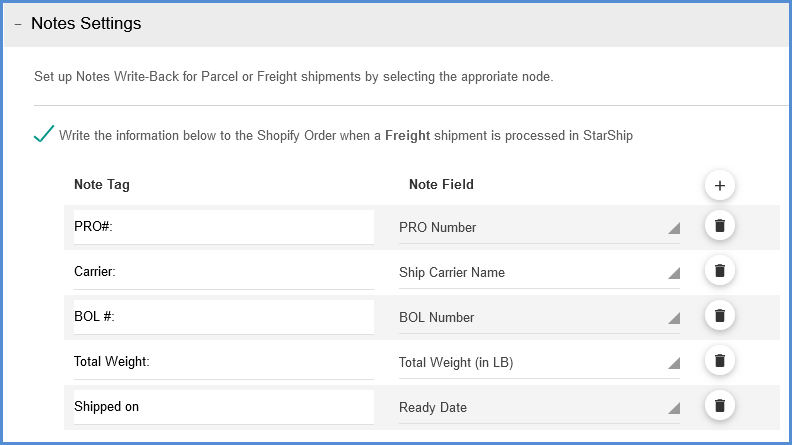 Notes Settings
Set up Notes Write-Back for Parcel or Freight shipments by selecting the approriate node.
Write the information below to the Shopify Order when a Freight shipment is processed in StarShip
Note Tag Note Field
PRO#: PRO Number
Carrier: Ship Carrier Name
BOL #: BOL Number
Total Weight: Total Weight (in LB)
Shipped on Ready Date